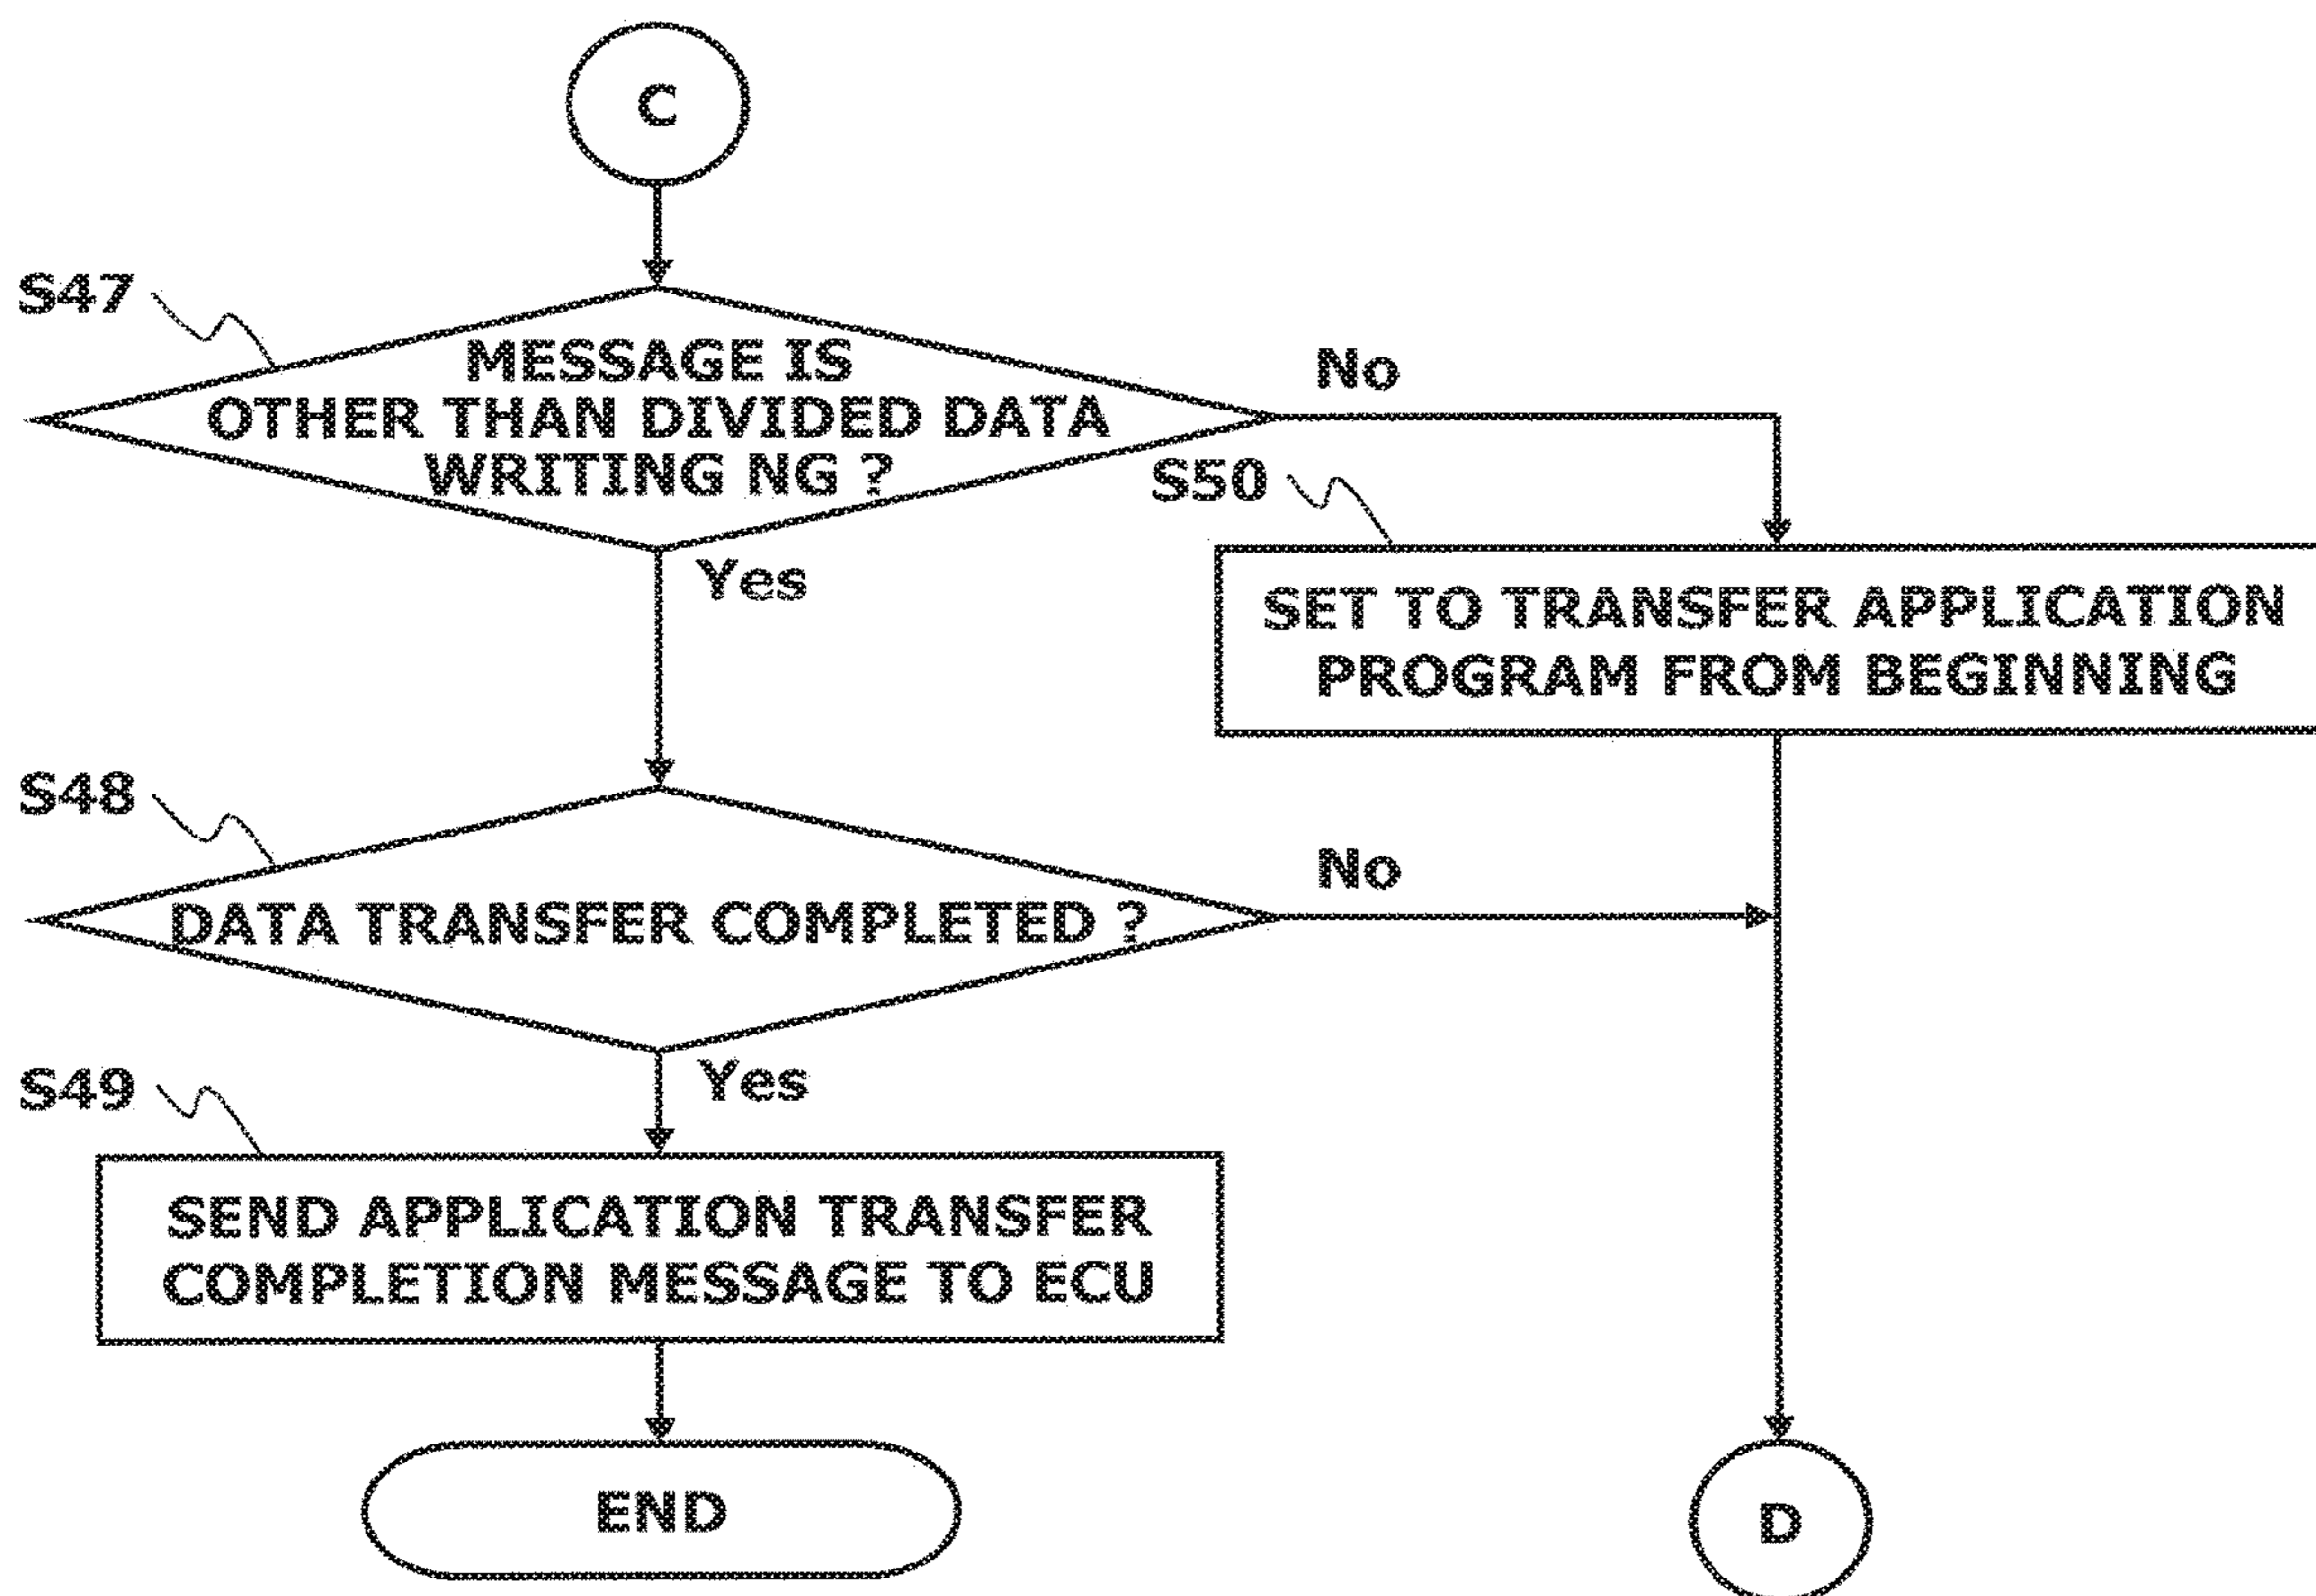 C
S47
MESSAGE IS
OTHER THAN DIVIDED DATA
WRITING NG ?
No
Yes
S50
SET TO TRANSFER APPLICATION
PROGRAM FROM BEGINNING
S48
DATA TRANSFER COMPLETED ?
No
Yes
S49
SEND APPLICATION TRANSFER
COMPLETION MESSAGE TO ECU
END
D